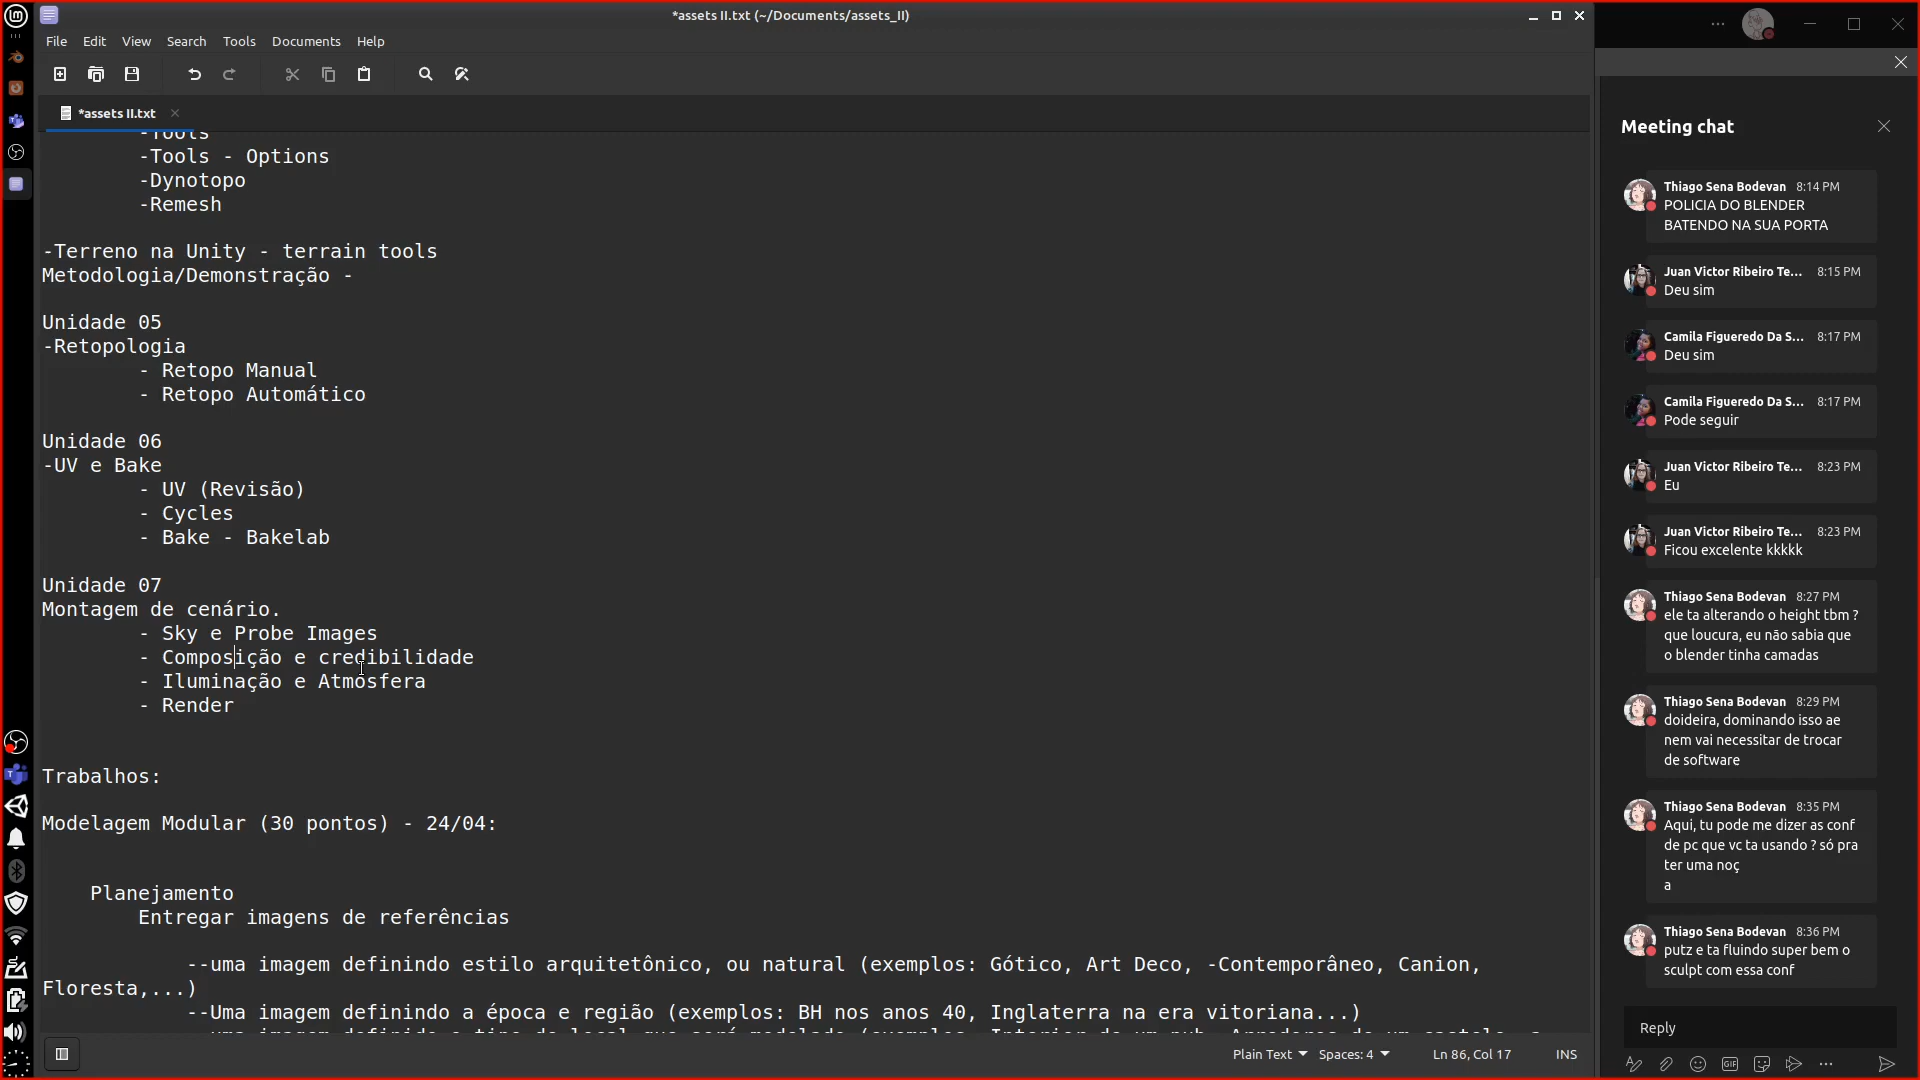 *assets II.txt (~/Documents/assets_II)
File Edit View Search Tools Documents Help
*assets II.txt
-Tools
-Tools - Options
-Dynotopo
-Remesh
-Terreno na Unity - terrain tools
Metodologia/Demonstração -
Unidade 05
-Retopologia
- Retopo Manual
- Retopo Automático
Unidade 06
-UV e Bake
- UV (Revisão)
- Cycles
- Bake - Bakelab
Unidade 07
Montagem de cenário.
- Sky e Probe Images
- Composição e credibilidade
- Iluminação e Atmosfera
- Render
Trabalhos:
Modelagem Modular (30 pontos) - 24/04:
Planejamento
Entregar imagens de referências
--uma imagem definindo estilo arquitetônico, ou natural (exemplos: Gótico, Art Deco, -Contemporâneo, Canion,
Floresta,...)
--Uma imagem definindo a época e região (exemplos: BH nos anos 40, Inglaterra na era vitoriana...)
Plain Text Spaces: 4 Ln 86, Col 17 INS
Meeting chat
Thiago Sena Bodevan 8:14 PM
POLICIA DO BLENDER
BATENDO NA SUA PORTA
Juan Victor Ribeiro Te... 8:15 PM
Deu sim
Camila Figueredo Da S... 8:17 PM
Deu sim
Camila Figueredo Da S... 8:17 PM
Pode seguir
Juan Victor Ribeiro Te... 8:23 PM
Eu
Juan Victor Ribeiro Te... 8:23 PM
Ficou excelente kkkkk
Thiago Sena Bodevan 8:27 PM
ele ta alterando o height tbm ?
que loucura, eu não sabia que
o blender tinha camadas
Thiago Sena Bodevan 8:29 PM
doideira, dominando isso ae
nem vai necessitar de trocar
de software
Thiago Sena Bodevan 8:35 PM
Aqui, tu pode me dizer as conf
de pc que vc ta usando ? só pra
ter uma noç
a
Thiago Sena Bodevan 8:36 PM
putz e ta fluindo super bem o
sculpt com essa conf
Reply